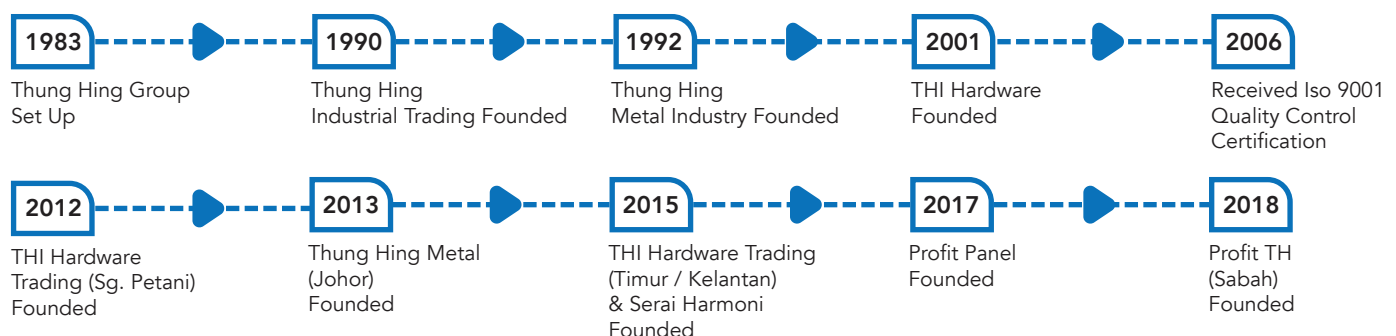 1983
Thung Hing Group
Set Up
1990
Thung Hing
Industrial Trading Founded
1992
Thung Hing
Metal Industry Founded
2001
THI Hardware
Founded
2006
Received Iso 9001
Quality Control
Certification
2012
THI Hardware
Trading (Sg. Petani)
Founded
2013
Thung Hing Metal
(Johor)
Founded
2015
THI Hardware Trading
(Timur / Kelantan)
& Serai Harmoni
Founded
2017
Profit Panel
Founded
2018
Profit TH
(Sabah)
Founded